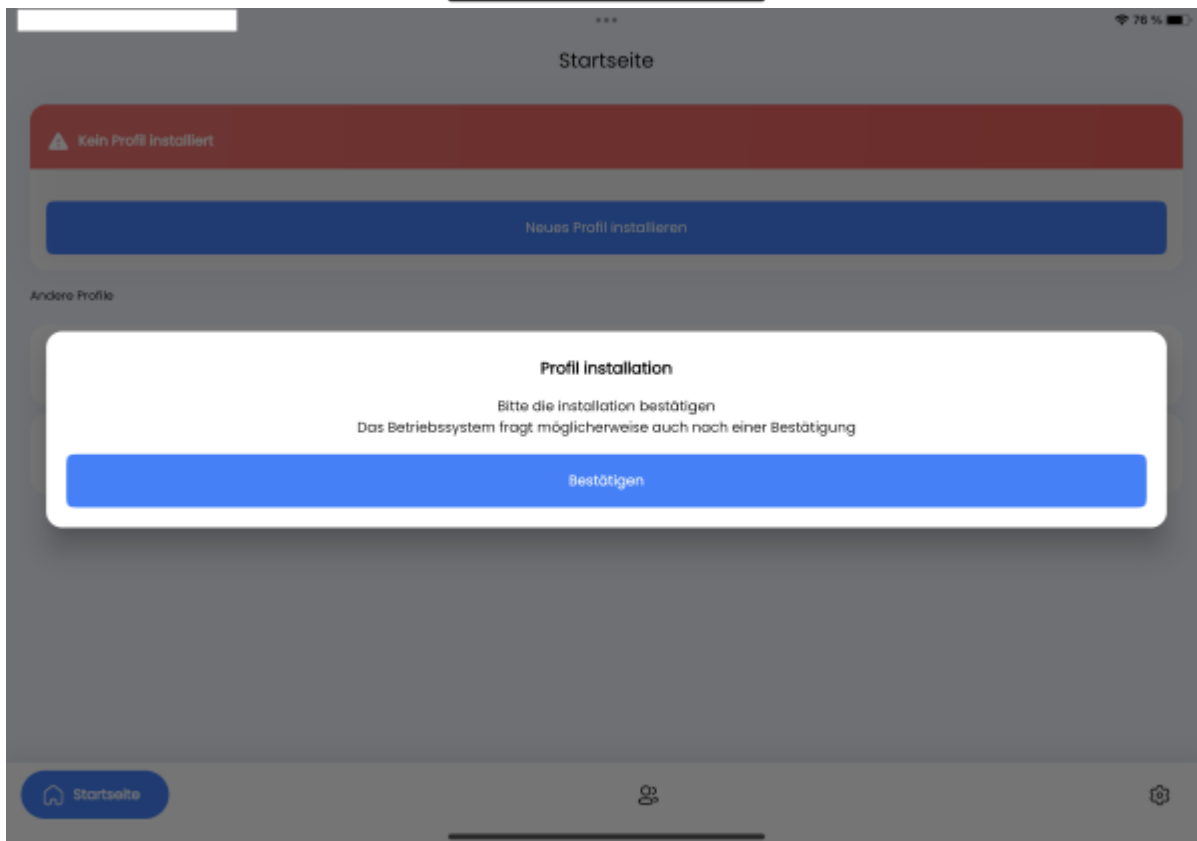 76 %
Startseite
Kein Profil installiert
Neues Profil installieren
Andere Profile
Profil installation
Bitte die installation bestätigen
Das Betriebssystem fragt möglicherweise auch nach einer Bestätigung
Bestätigen
Startseite